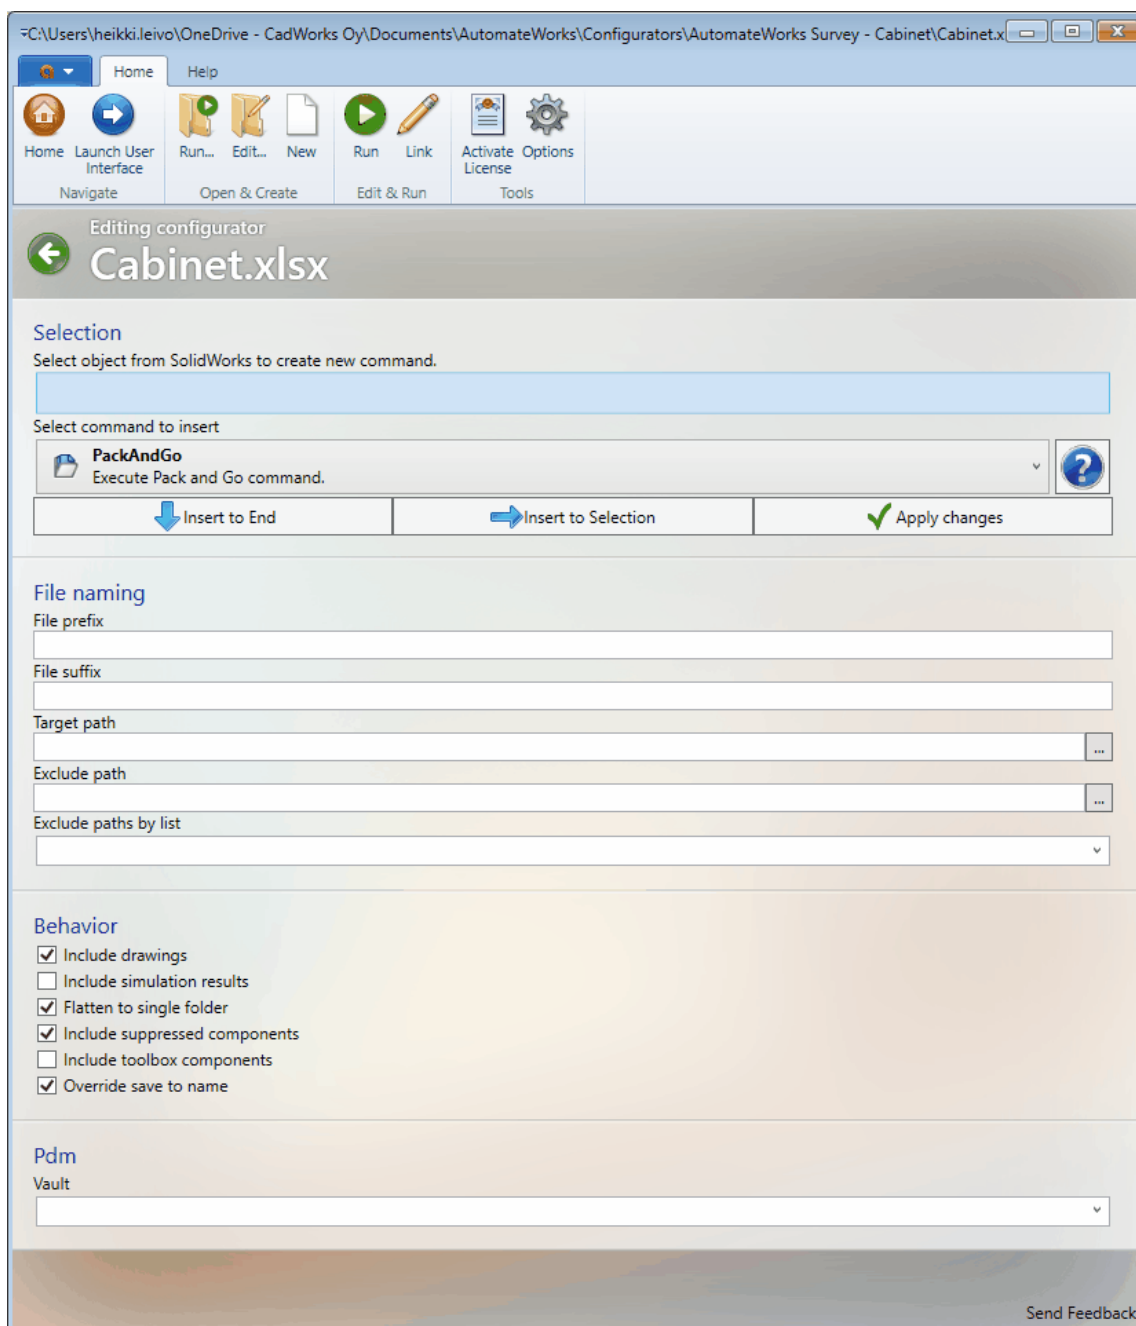 C:\Users\heikki.leivo\OneDrive - CadWorks Oy\Documents\AutomateWorks\Configurators\AutomateWorks Survey - Cabinet\Cabinet.x
Home Help
Home Launch User Interface Run... Edit... New Run Link Activate License Options
Navigate Open & Create Edit & Run Tools
Editing configurator
Cabinet.xlsx
Selection
Select object from SolidWorks to create new command.
Select command to insert
PackAndGo
Execute Pack and Go command.
Insert to End Insert to Selection Apply changes
File naming
File prefix
File suffix
Target path
...
Exclude path
...
Exclude paths by list
Behavior
Include drawings
Include simulation results
Flatten to single folder
Include suppressed components
Include toolbox components
Override save to name
Pdm
Vault
Send Feedback